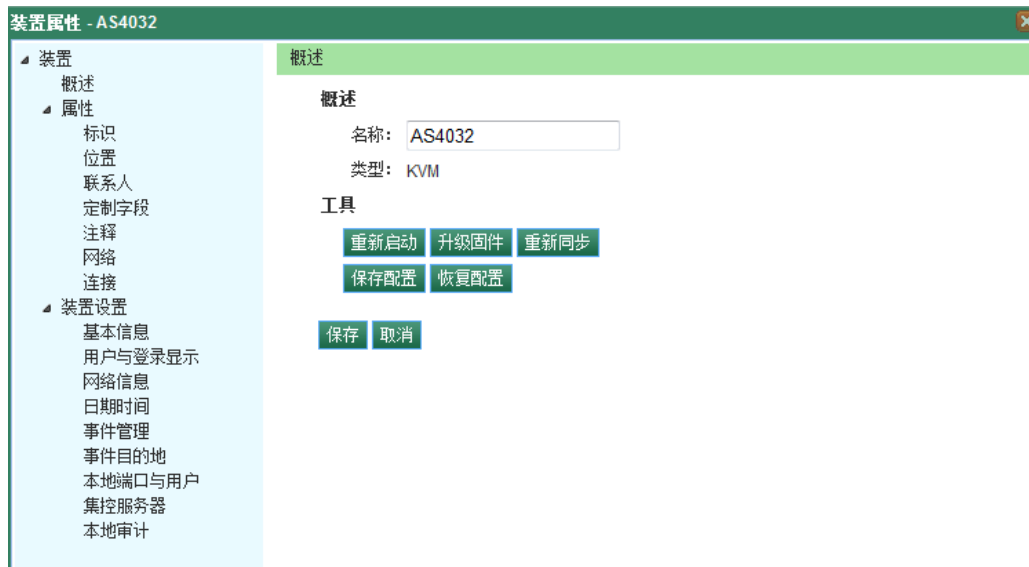 装置属性 - AS4032
装置
概述
属性
标识
位置
联系人
定制字段
注释
网络
连接
装置设置
基本信息
用户与登录显示
网络信息
日期时间
事件管理
事件目的地
本地端口与用户
集控服务器
本地审计
概述
概述
名称： AS4032
类型： KVM
工具
重新启动 升级固件 重新同步
保存配置 恢复配置
保存 取消